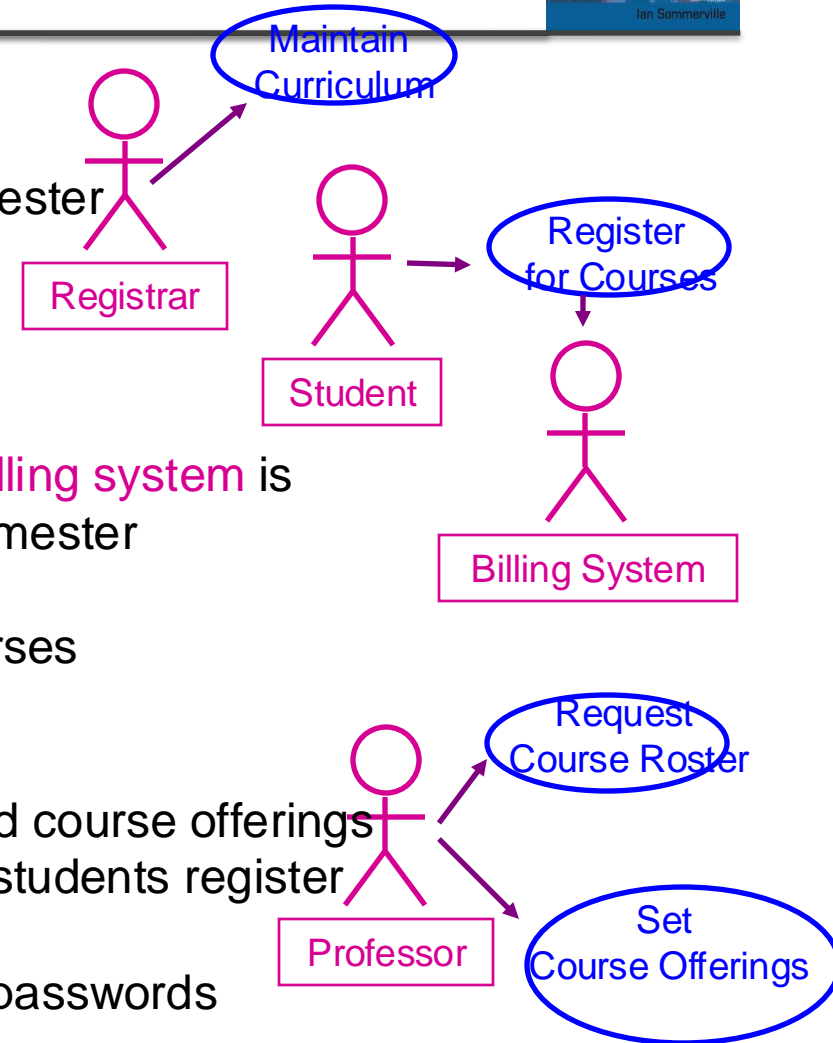 Ian Sommerville
Maintain
Curriculum
ester
Registrar
Register
for Courses
Student
lling system is
mester
Billing System
rses
Request
Course Roster
d course offerings
students register
Professor
Set
Course Offerings
passwords